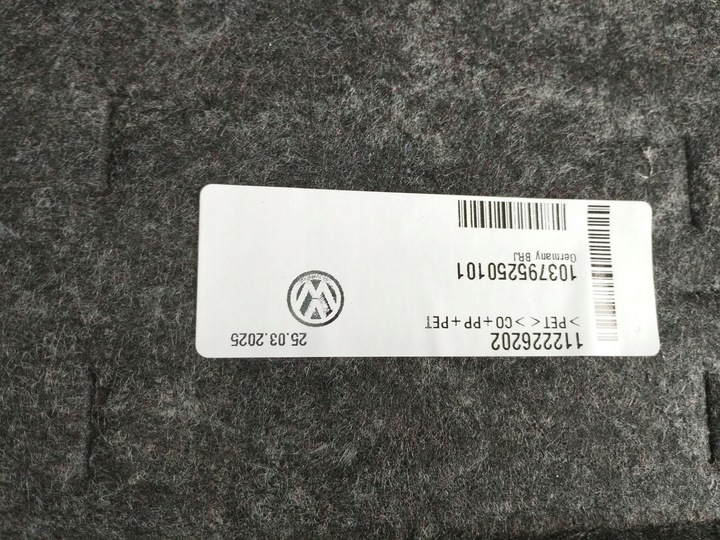 112226202
>PET< >CO+PP+PET
25.03.2025
103795250101
Germany BRJ